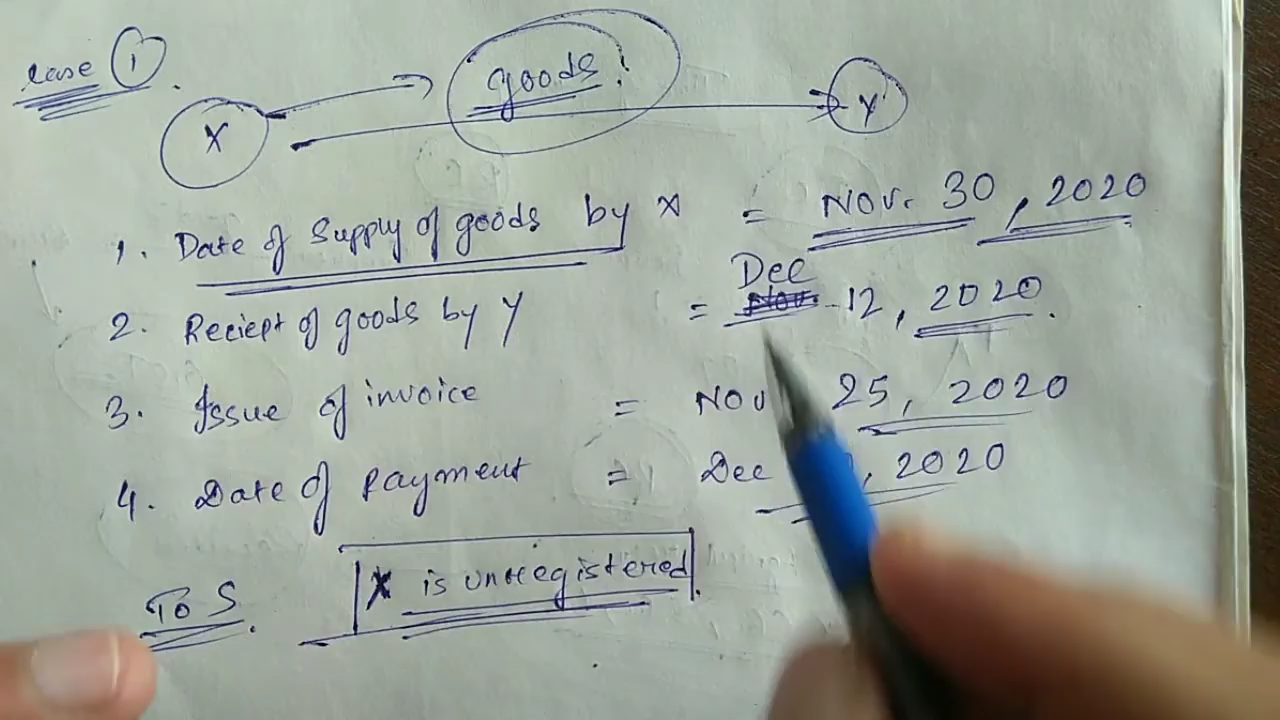 case 1.
X goods! Y
1. Date of Supply of goods by X = Nov. 30, 2020
2. Reciept of goods by Y = Dec 12, 2020.
3. Issue of invoice = Nov 25, 2020
4. Date of Payment = Dec , 2020
ToS. X is unregistered.